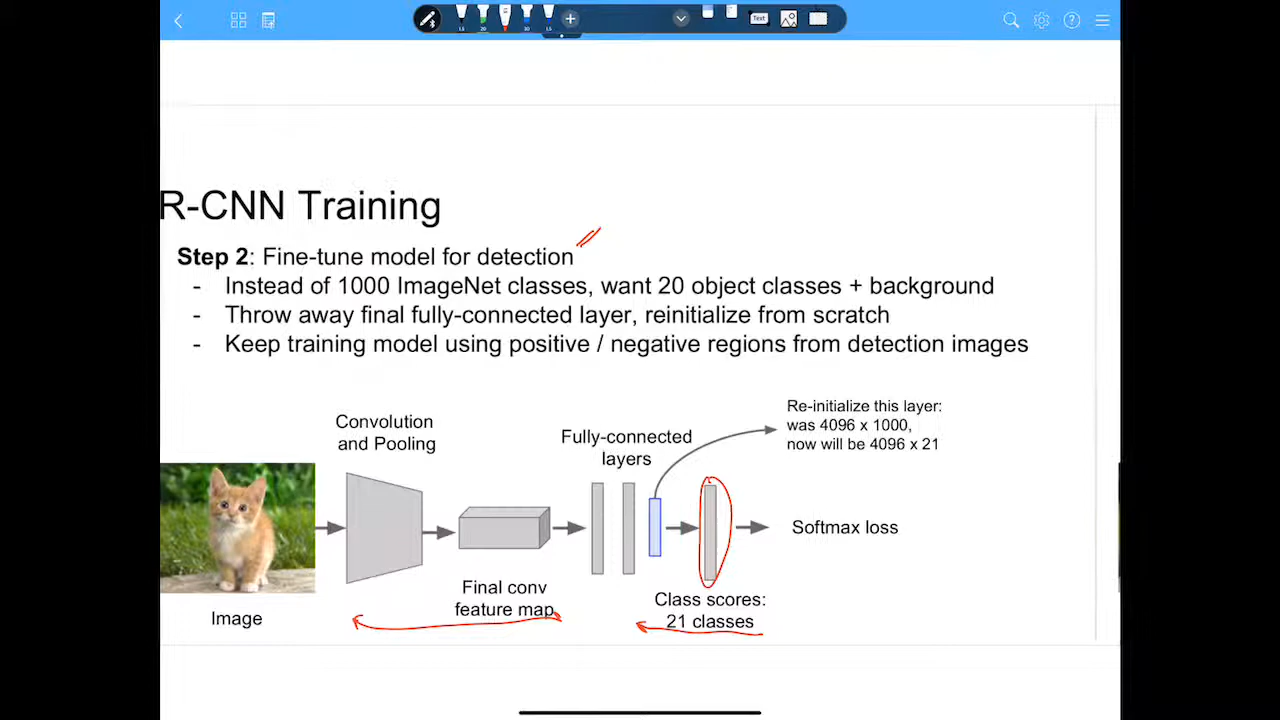 Text
R-CNN Training
Step 2: Fine-tune model for detection
- Instead of 1000 ImageNet classes, want 20 object classes + background
- Throw away final fully-connected layer, reinitialize from scratch
- Keep training model using positive / negative regions from detection images
Convolution
and Pooling
Fully-connected
layers
Re-initialize this layer:
was 4096 x 1000,
now will be 4096 x 21
Softmax loss
Final conv
feature map
Class scores:
21 classes
Image